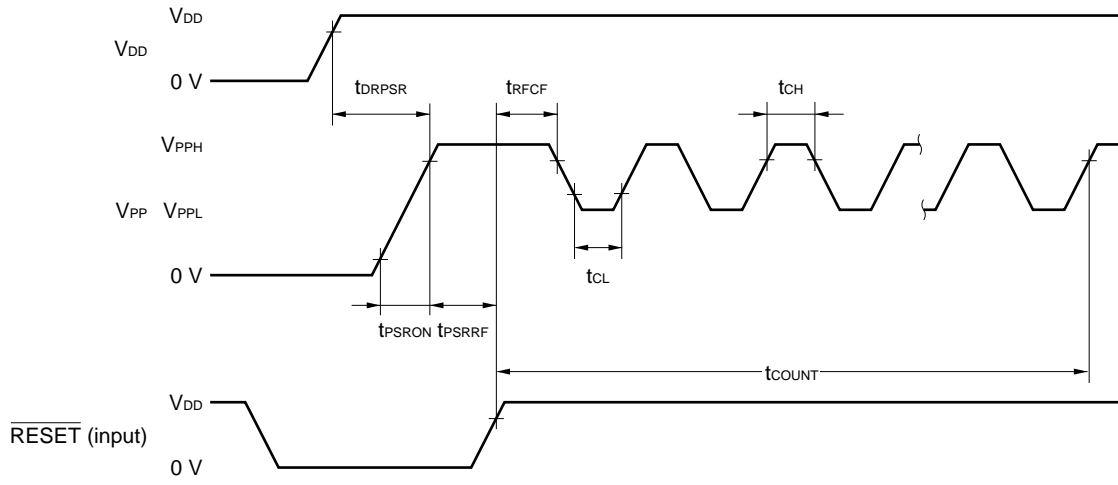 VDD
VDD
0 V
tDRPSR
tRFCF
tCH
VPPH
VPP VPPL
tCL
0 V
tPSRON tPSRRF
tCOUNT
VDD
RESET (input)
0 V